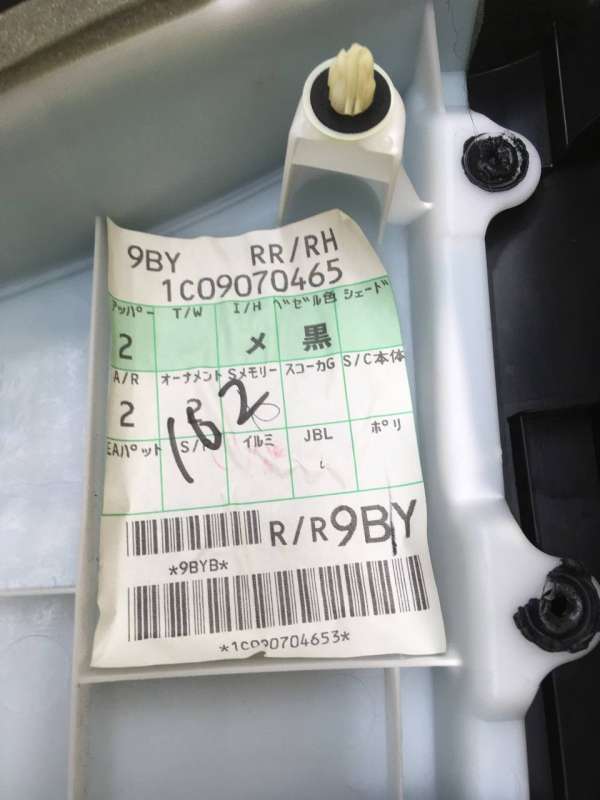 9BY RR/RH
1C09070465
アッパー T/W I/H ベゼル色 シェード
2 メ 黒
A/R オーナメント Sメモリー スコーカG S/C本体
2
162
EAパット イルミ JBL ポリ
R/R9BY
*9BYB*
*1C090704653*